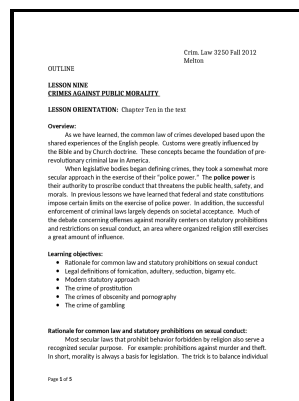 Crim. Law 3250 Fall 2012
Melton
OUTLINE
LESSON NINE
CRIMES AGAINST PUBLIC MORALITY
LESSON ORIENTATION: Chapter Ten in the text
Overview:
As we have learned, the common law of crimes developed based upon the
shared experiences of the English people. Customs were greatly influenced by
the Bible and by Church doctrine. These concepts became the foundation of pre-
revolutionary criminal law in America.
When legislative bodies began defining crimes, they took a somewhat more
secular approach in the exercise of their "police power." The police power is
their authority to proscribe conduct that threatens the public health, safety, and
morals. In previous lessons we have learned that federal and state constitutions
impose certain limits on the exercise of police power. In addition, the successful
enforcement of criminal laws largely depends on societal acceptance. Much of
the debate concerning offenses against morality centers on statutory prohibitions
and restrictions on sexual conduct, an area where organized religion still exercises
a great amount of influence.
Learning objectives:
• Rationale for common law and statutory prohibitions on sexual conduct
• Legal definitions of fornication, adultery, seduction, bigamy etc.
• Modern statutory approach
• The crime of prostitution
• The crimes of obscenity and pornography
• The crime of gambling
Rationale for common law and statutory prohibitions on sexual conduct:
Most secular laws that prohibit behavior forbidden by religion also serve a
recognized secular purpose. For example: prohibitions against murder and theft.
In short, morality is always a basis for legislation. The trick is to balance individual
Page 5 of 5